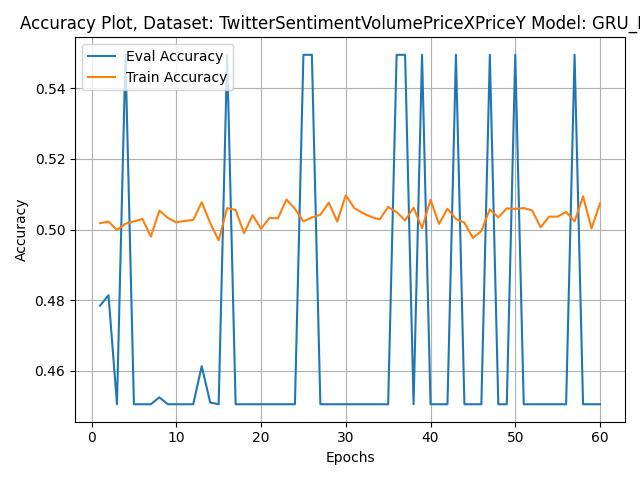 Accuracy Plot, Dataset: TwitterSentimentVolumePriceXPriceY Model: GRU_
Eval Accuracy
Train Accuracy
0.54
0.52
0.50
0.48
0.46
Accuracy
0 10 20 30 40 50 60
Epochs